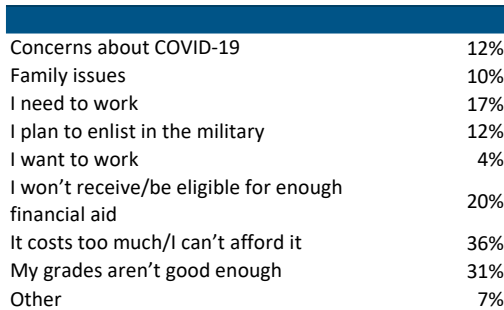 Concerns about COVID-19 12%
Family issues 10%
I need to work 17%
I plan to enlist in the military 12%
I want to work 4%
I won’t receive/be eligible for enough
financial aid 20%
It costs too much/I can’t afford it 36%
My grades aren’t good enough 31%
Other 7%